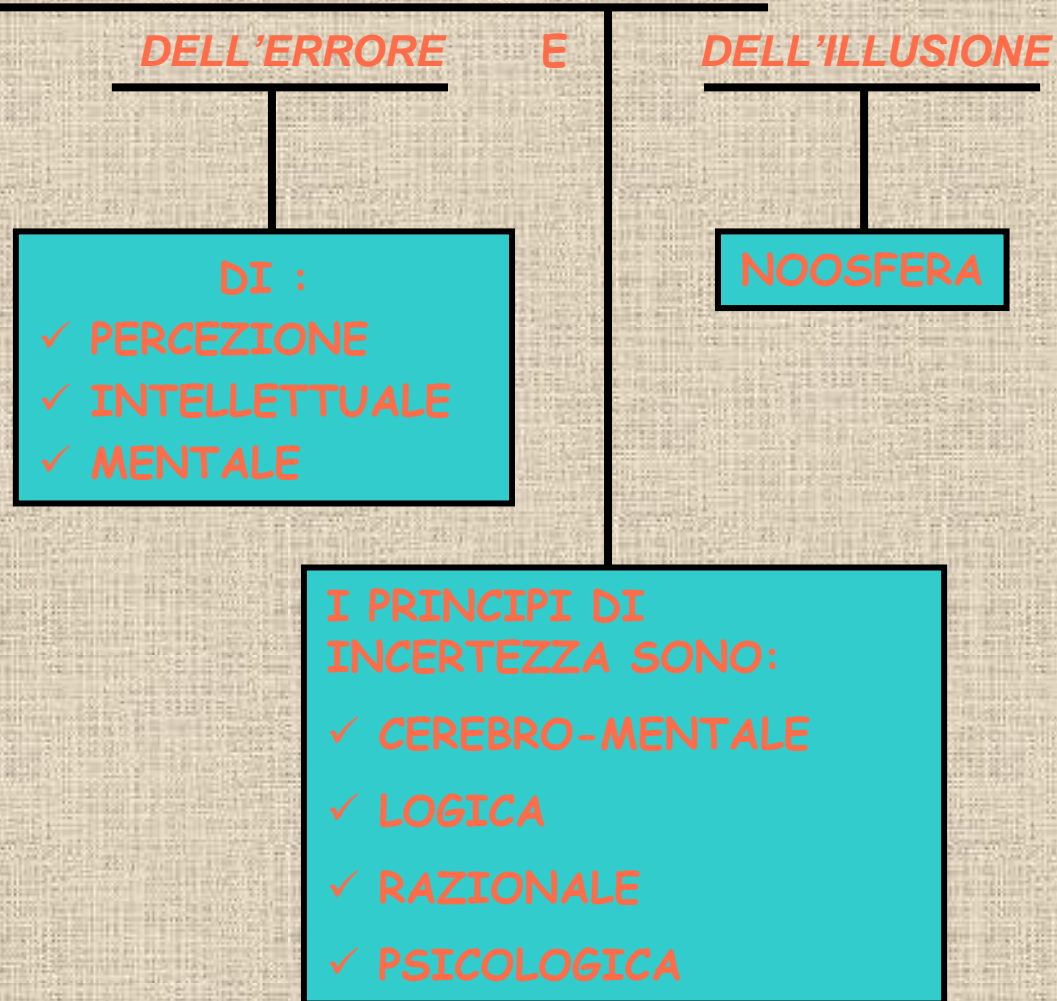 DELL'ERRORE E DELL'ILLUSIONE
DI :
✓ PERCEZIONE
✓ INTELLETTUALE
✓ MENTALE
NOOSFERA
I PRINCIPI DI
INCERTEZZA SONO:
✓ CEREBRO-MENTALE
✓ LOGICA
✓ RAZIONALE
✓ PSICOLOGICA